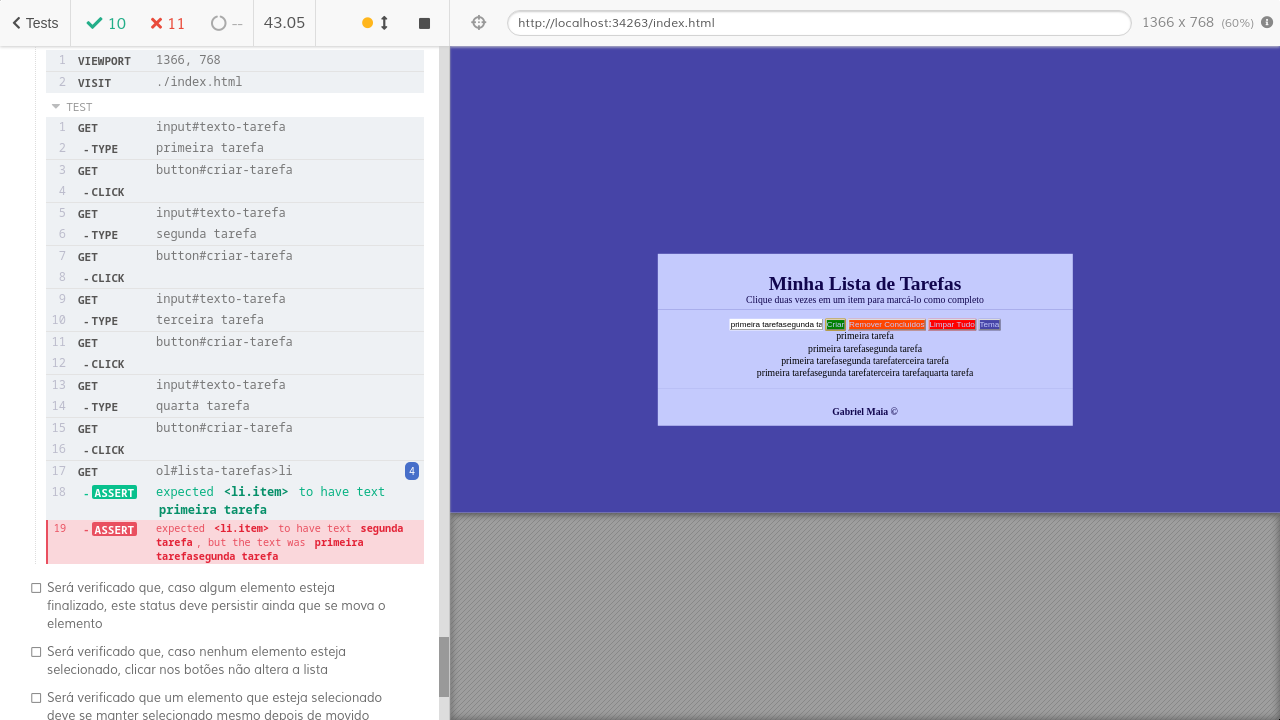 Tests 10 11 -- 43.05 http://localhost:34263/index.html 1366 x 768 (60%)
1 VIEWPORT 1366, 768
2 VISIT ./index.html
TEST
1 GET input#texto-tarefa
2 -TYPE primeira tarefa
3 GET button#criar-tarefa
4 -CLICK
5 GET input#texto-tarefa
6 -TYPE segunda tarefa
7 GET button#criar-tarefa
8 -CLICK
9 GET input#texto-tarefa
10 -TYPE terceira tarefa
11 GET button#criar-tarefa
12 -CLICK
13 GET input#texto-tarefa
14 -TYPE quarta tarefa
15 GET button#criar-tarefa
16 -CLICK
17 GET ol#lista-tarefas>li 4
18 -ASSERT expected <li.item> to have text
primeira tarefa
19 -ASSERT expected <li.item> to have text segunda
tarefa , but the text was primeira
tarefasegunda tarefa
Será verificado que, caso algum elemento esteja
finalizado, este status deve persistir ainda que se mova o
elemento
Será verificado que, caso nenhum elemento esteja
selecionado, clicar nos botões não altera a lista
Será verificado que um elemento que esteja selecionado
deve se manter selecionado mesmo depois de movido
Minha Lista de Tarefas
Clique duas vezes em um item para marcá-lo como completo
primeira tarefasegunda te Criar Remover Concluidos Limpar Tudo Tema
primeira tarefa
primeira tarefasegunda tarefa
primeira tarefasegunda tarefaterceira tarefa
primeira tarefasegunda tarefaterceira tarefaquarta tarefa
Gabriel Maia ©